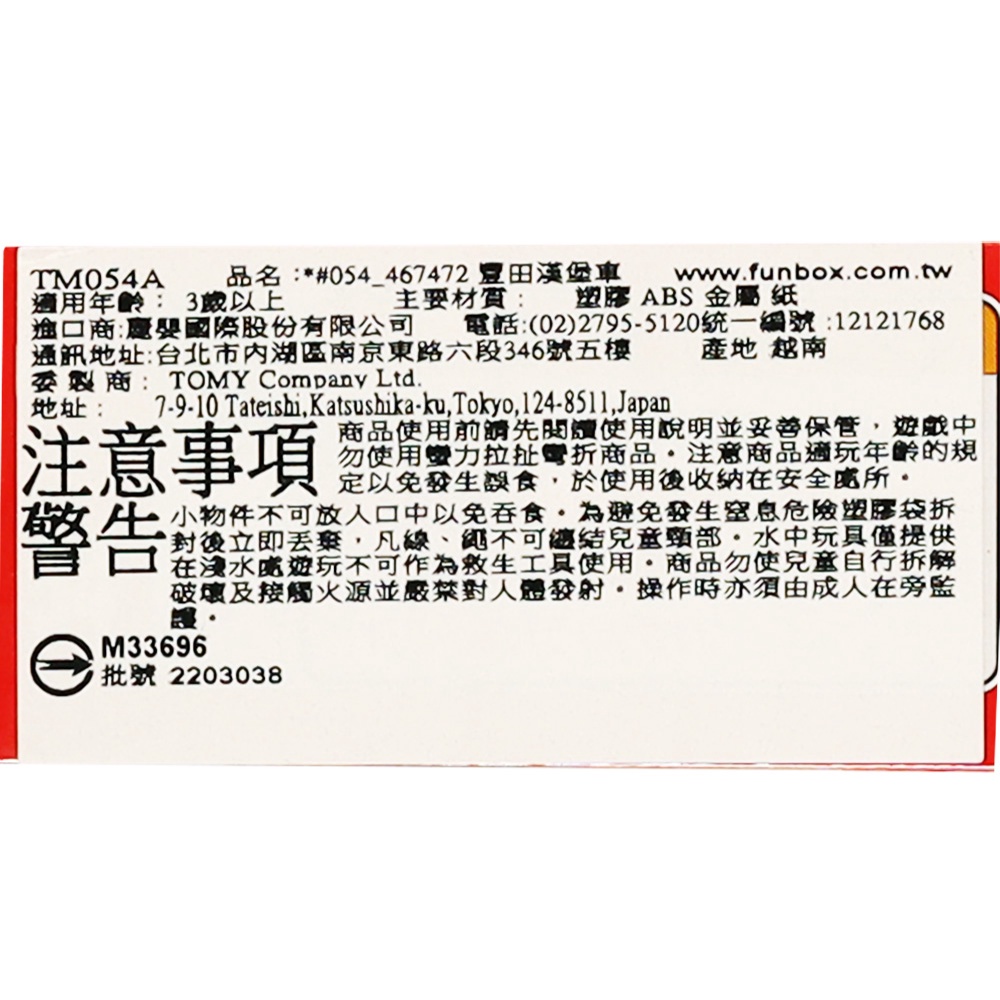 TM054A 品名:*#054_467472 豐田漢堡車 www.funbox.com.tw
適用年齡： 3歲以上 主要材質： 塑膠 ABS 金屬 紙
進口商:麗嬰國際股份有限公司 電話:(02)2795-5120統一編號:12121768
通訊地址:台北市內湖區南京東路六段346號五樓 產地 越南
委製商： TOMY Company Ltd.
地址： 7-9-10 Tateishi,Katsushika-ku,Tokyo,124-8511,Japan
注意事項 商品使用前請先閱讀使用說明並妥善保管，遊戲中
勿使用蠻力拉扯彎折商品。注意商品適玩年齡的規
定以免發生誤食，於使用後收納在安全處所。
警告 小物件不可放入口中以免吞食。為避免發生窒息危險塑膠袋拆
封後立即丟棄，凡線、繩不可纏結兒童頸部。水中玩具僅提供
在淺水處遊玩不可作為救生工具使用。商品勿使兒童自行拆解
破壞及接觸火源並嚴禁對人體發射。操作時亦須由成人在旁監
護。
M33696
批號 2203038